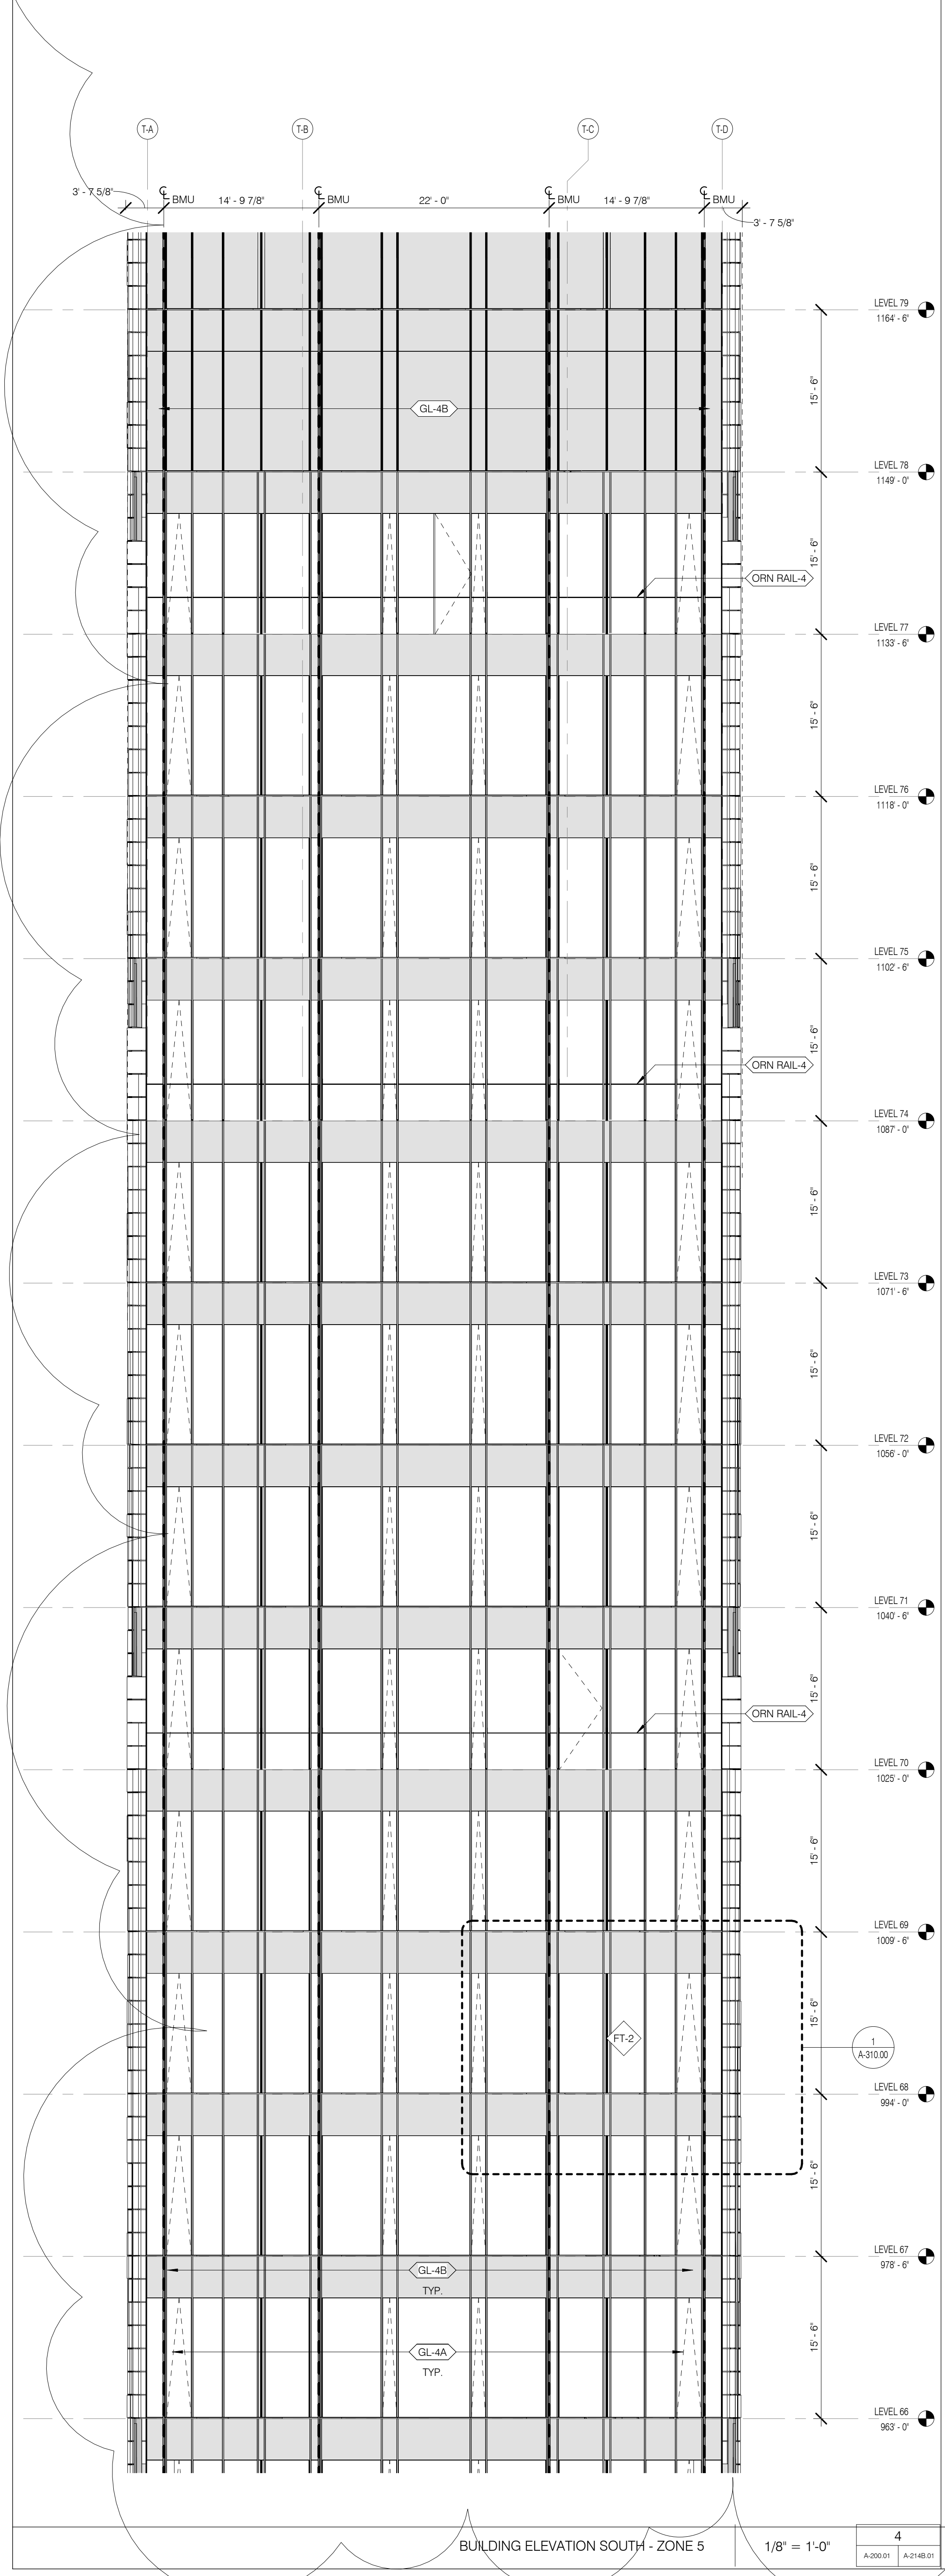 T-A T-B T-C T-D
3' - 7 5/8" ℄ BMU 14' - 9 7/8" ℄ BMU 22' - 0" ℄ BMU 14' - 9 7/8" ℄ BMU
3' - 7 5/8"
LEVEL 79
1164' - 6"
15' - 6"
GL-4B
LEVEL 78
1149' - 0"
15' - 6"
ORN RAIL-4
LEVEL 77
1133' - 6"
15' - 6"
LEVEL 76
1118' - 0"
15' - 6"
LEVEL 75
1102' - 6"
15' - 6"
ORN RAIL-4
LEVEL 74
1087' - 0"
15' - 6"
LEVEL 73
1071' - 6"
15' - 6"
LEVEL 72
1056' - 0"
15' - 6"
LEVEL 71
1040' - 6"
15' - 6"
ORN RAIL-4
LEVEL 70
1025' - 0"
15' - 6"
LEVEL 69
1009' - 6"
15' - 6"
FT-2
1
A-310.00
LEVEL 68
994' - 0"
15' - 6"
LEVEL 67
978' - 6"
GL-4B
TYP.
15' - 6"
GL-4A
TYP.
LEVEL 66
963' - 0"
BUILDING ELEVATION SOUTH - ZONE 5 1/8" = 1'-0" 4
A-200.01 A-214B.01